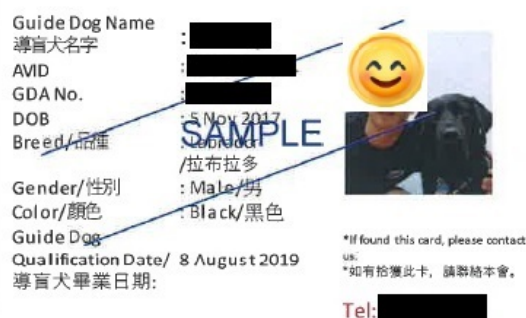 Guide Dog Name
導盲犬名字 :
AVID :
GDA No. :
DOB : 5 Nov 2017
Breed/品種 : Labrador
/拉布拉多
SAMPLE
Gender/性別 : Male/男
Color/顏色 : Black/黑色
Guide Dog
Qualification Date/ 8 August 2019
導盲犬畢業日期:
*If found this card, please contact
us.
*如有拾獲此卡，請聯絡本會。
Tel: